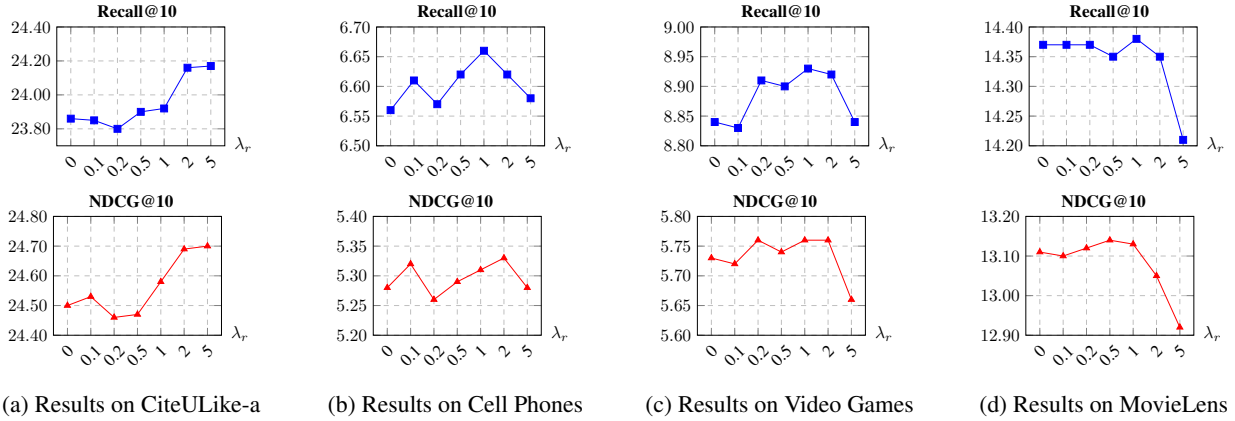 Recall@10
24.40
24.20
24.00
23.80
0 0.1 0.2 0.5 1 2 5 λr
Recall@10
6.70
6.65
6.60
6.55
6.50
0 0.1 0.2 0.5 1 2 5 λr
Recall@10
9.00
8.95
8.90
8.85
8.80
0 0.1 0.2 0.5 1 2 5 λr
Recall@10
14.40
14.35
14.30
14.25
14.20
0 0.1 0.2 0.5 1 2 5 λr
NDCG@10
24.80
24.70
24.60
24.50
24.40
0 0.1 0.2 0.5 1 2 5 λr
NDCG@10
5.40
5.35
5.30
5.26
5.20
0 0.1 0.2 0.5 1 2 5 λr
NDCG@10
5.80
5.75
5.70
5.65
5.60
0 0.1 0.2 0.5 1 2 5 λr
NDCG@10
13.20
13.10
13.00
12.90
0 0.1 0.2 0.5 1 2 5 λr
(a) Results on CiteULike-a
(b) Results on Cell Phones
(c) Results on Video Games
(d) Results on MovieLens